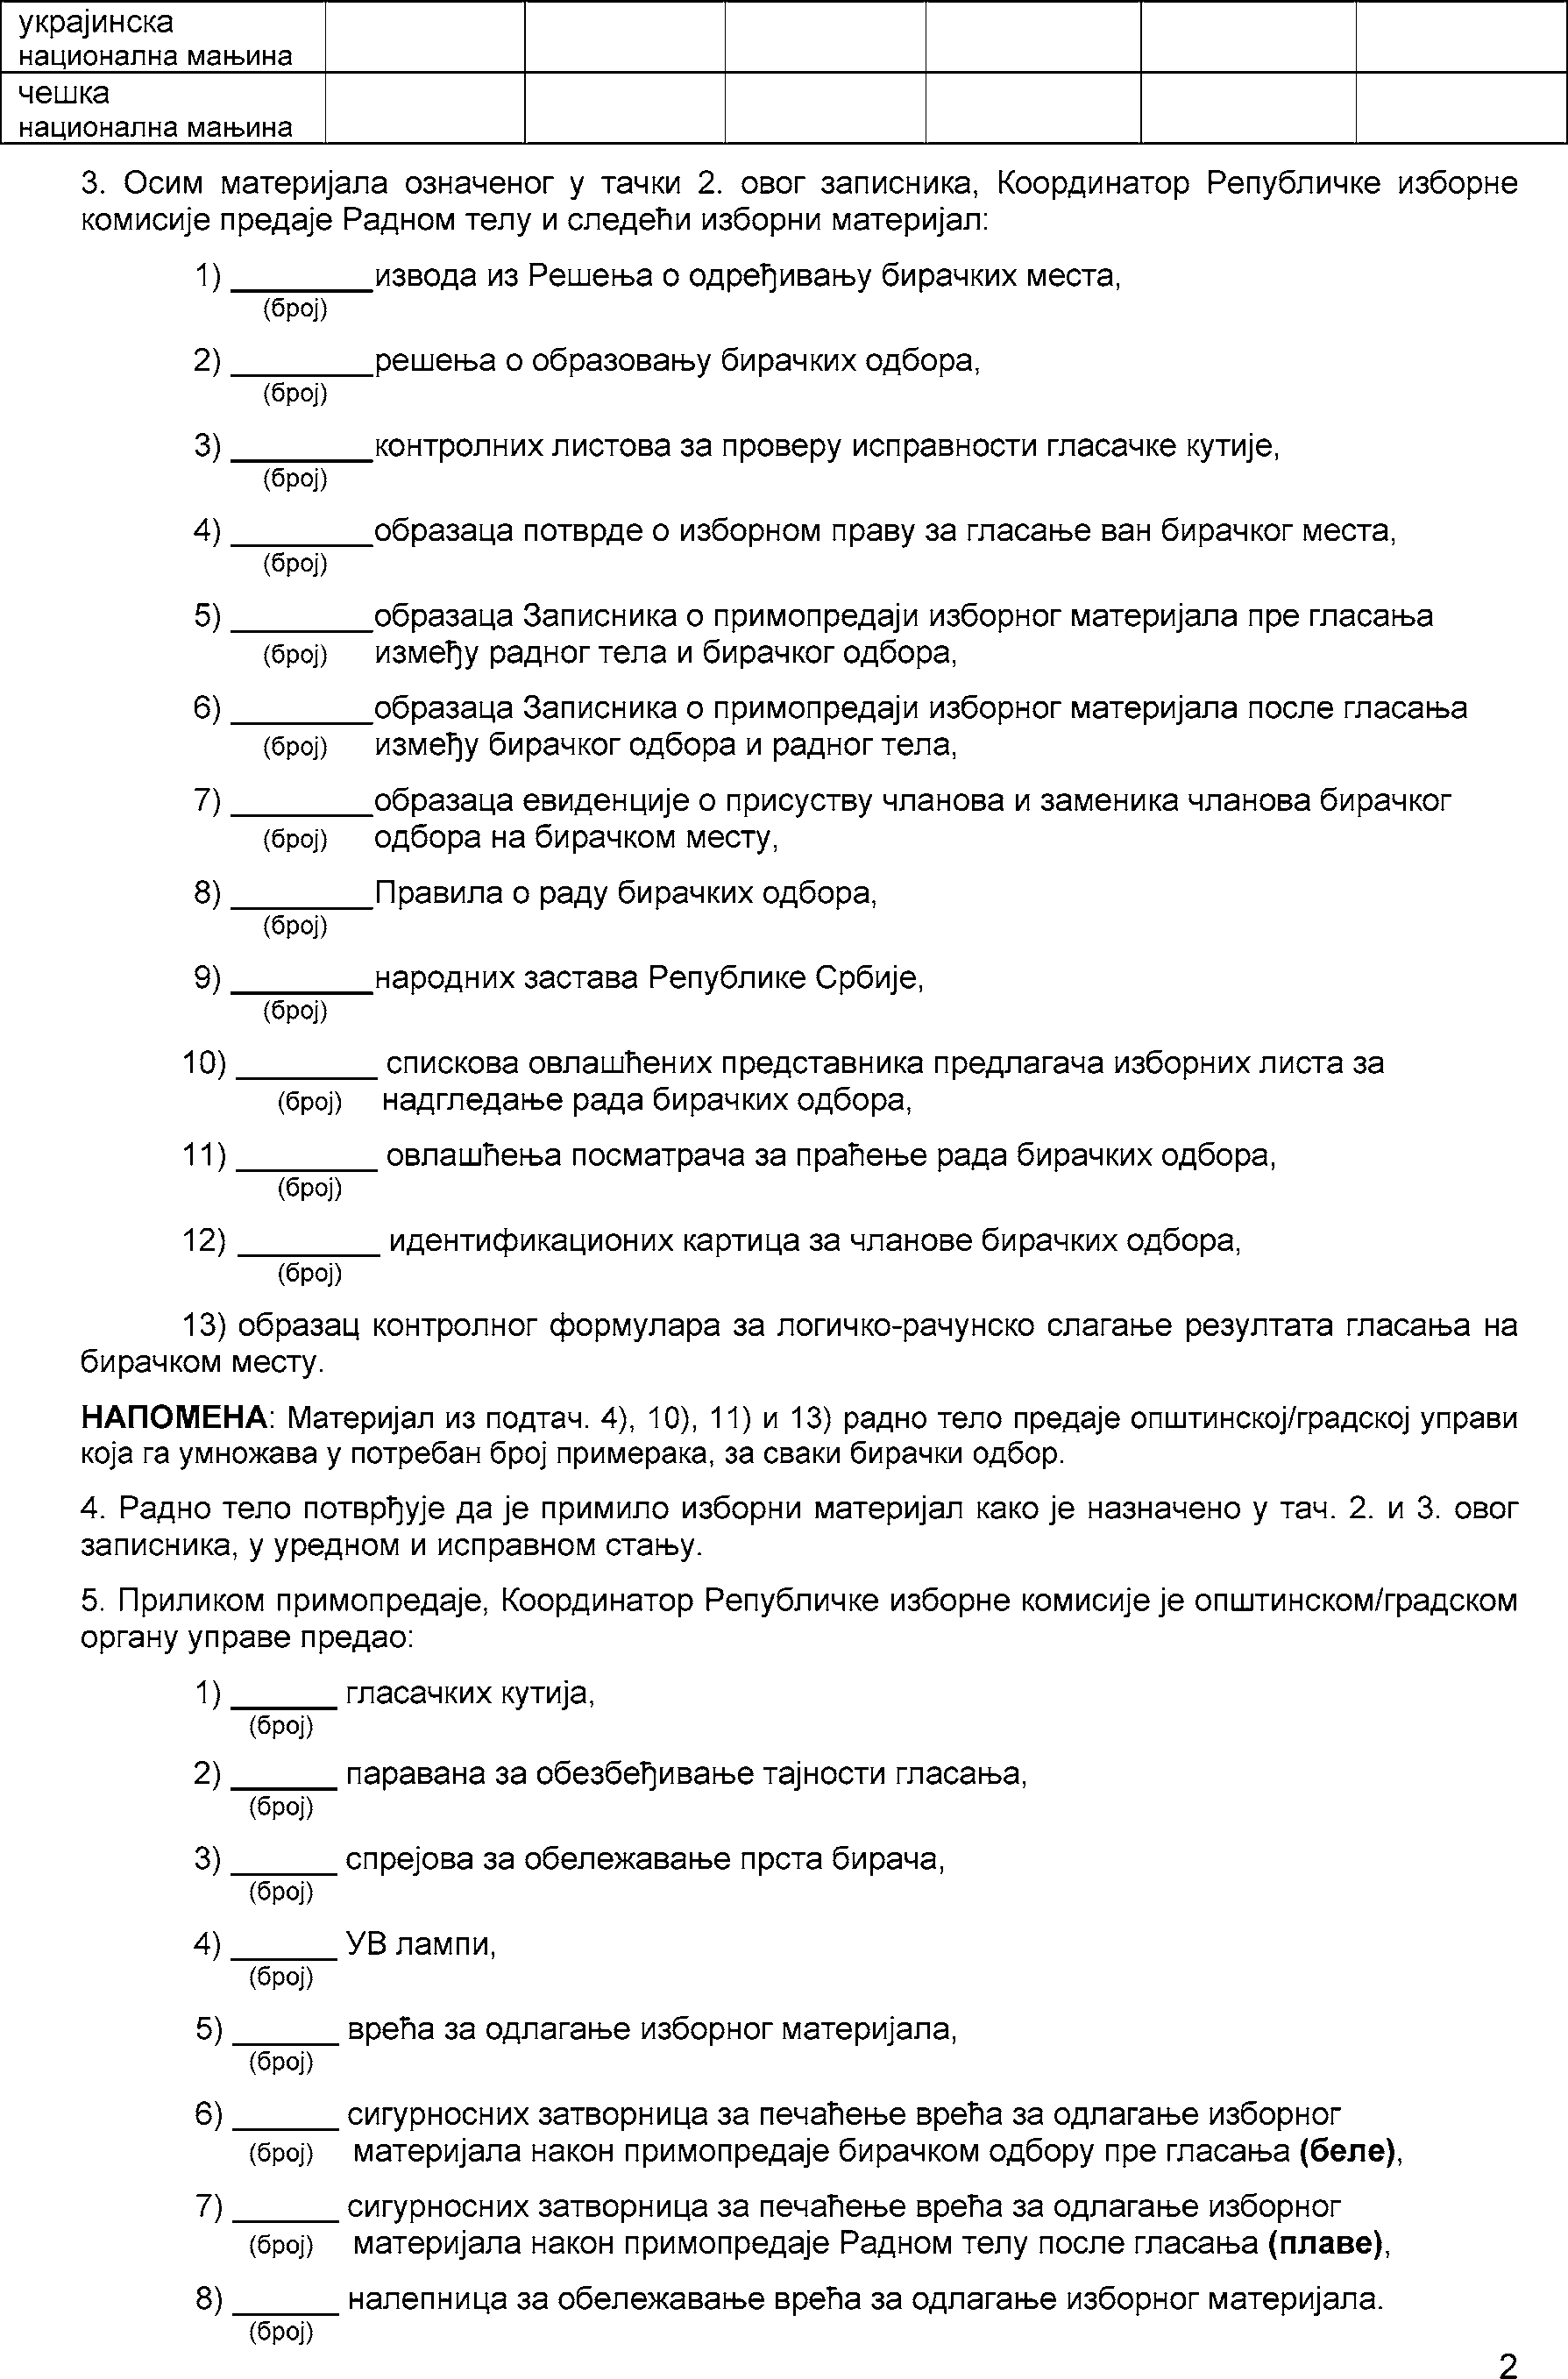 украјинска
национална мањина
чешка
национална мањина
3. Осим материјала означеног у тачки 2. овог записника, Координатор Републичке изборне
комисије предаје Радном телу и следећи изборни материјал:
1) ________извода из Решења о одређивању бирачких места,
(број)
2) ________решења о образовању бирачких одбора,
(број)
3) ________контролних листова за проверу исправности гласачке кутије,
(број)
4) ________образаца потврде о изборном праву за гласање ван бирачког места,
(број)
5) ________образаца Записника о примопредаји изборног материјала пре гласања
(број) између радног тела и бирачког одбора,
6) ________образаца Записника о примопредаји изборног материјала после гласања
(број) између бирачког одбора и радног тела,
7) ________образаца евиденције о присуству чланова и заменика чланова бирачког
(број) одбора на бирачком месту,
8) ________Правила о раду бирачких одбора,
(број)
9) ________народних застава Републике Србије,
(број)
10) ________ спискова овлашћених представника предлагача изборних листа за
(број) надгледање рада бирачких одбора,
11) ________ овлашћења посматрача за праћење рада бирачких одбора,
(број)
12) ________ идентификационих картица за чланове бирачких одбора,
(број)
13) образац контролног формулара за логичко-рачунско слагање резултата гласања на
бирачком месту.
НАПОМЕНА: Материјал из подтач. 4), 10), 11) и 13) радно тело предаје општинској/градској управи
која га умножава у потребан број примерака, за сваки бирачки одбор.
4. Радно тело потврђује да је примило изборни материјал како је назначено у тач. 2. и 3. овог
записника, у уредном и исправном стању.
5. Приликом примопредаје, Координатор Републичке изборне комисије је општинском/градском
органу управе предао:
1) ______ гласачких кутија,
(број)
2) ______ паравана за обезбеђивање тајности гласања,
(број)
3) ______ спрејова за обележавање прста бирача,
(број)
4) ______ УВ лампи,
(број)
5) ______ врећа за одлагање изборног материјала,
(број)
6) ______ сигурносних затворница за печаћење врећа за одлагање изборног
(број) материјала након примопредаје бирачком одбору пре гласања (беле),
7) ______ сигурносних затворница за печаћење врећа за одлагање изборног
(број) материјала након примопредаје Радном телу после гласања (плаве),
8) ______ налепница за обележавање врећа за одлагање изборног материјала.
(број)
2